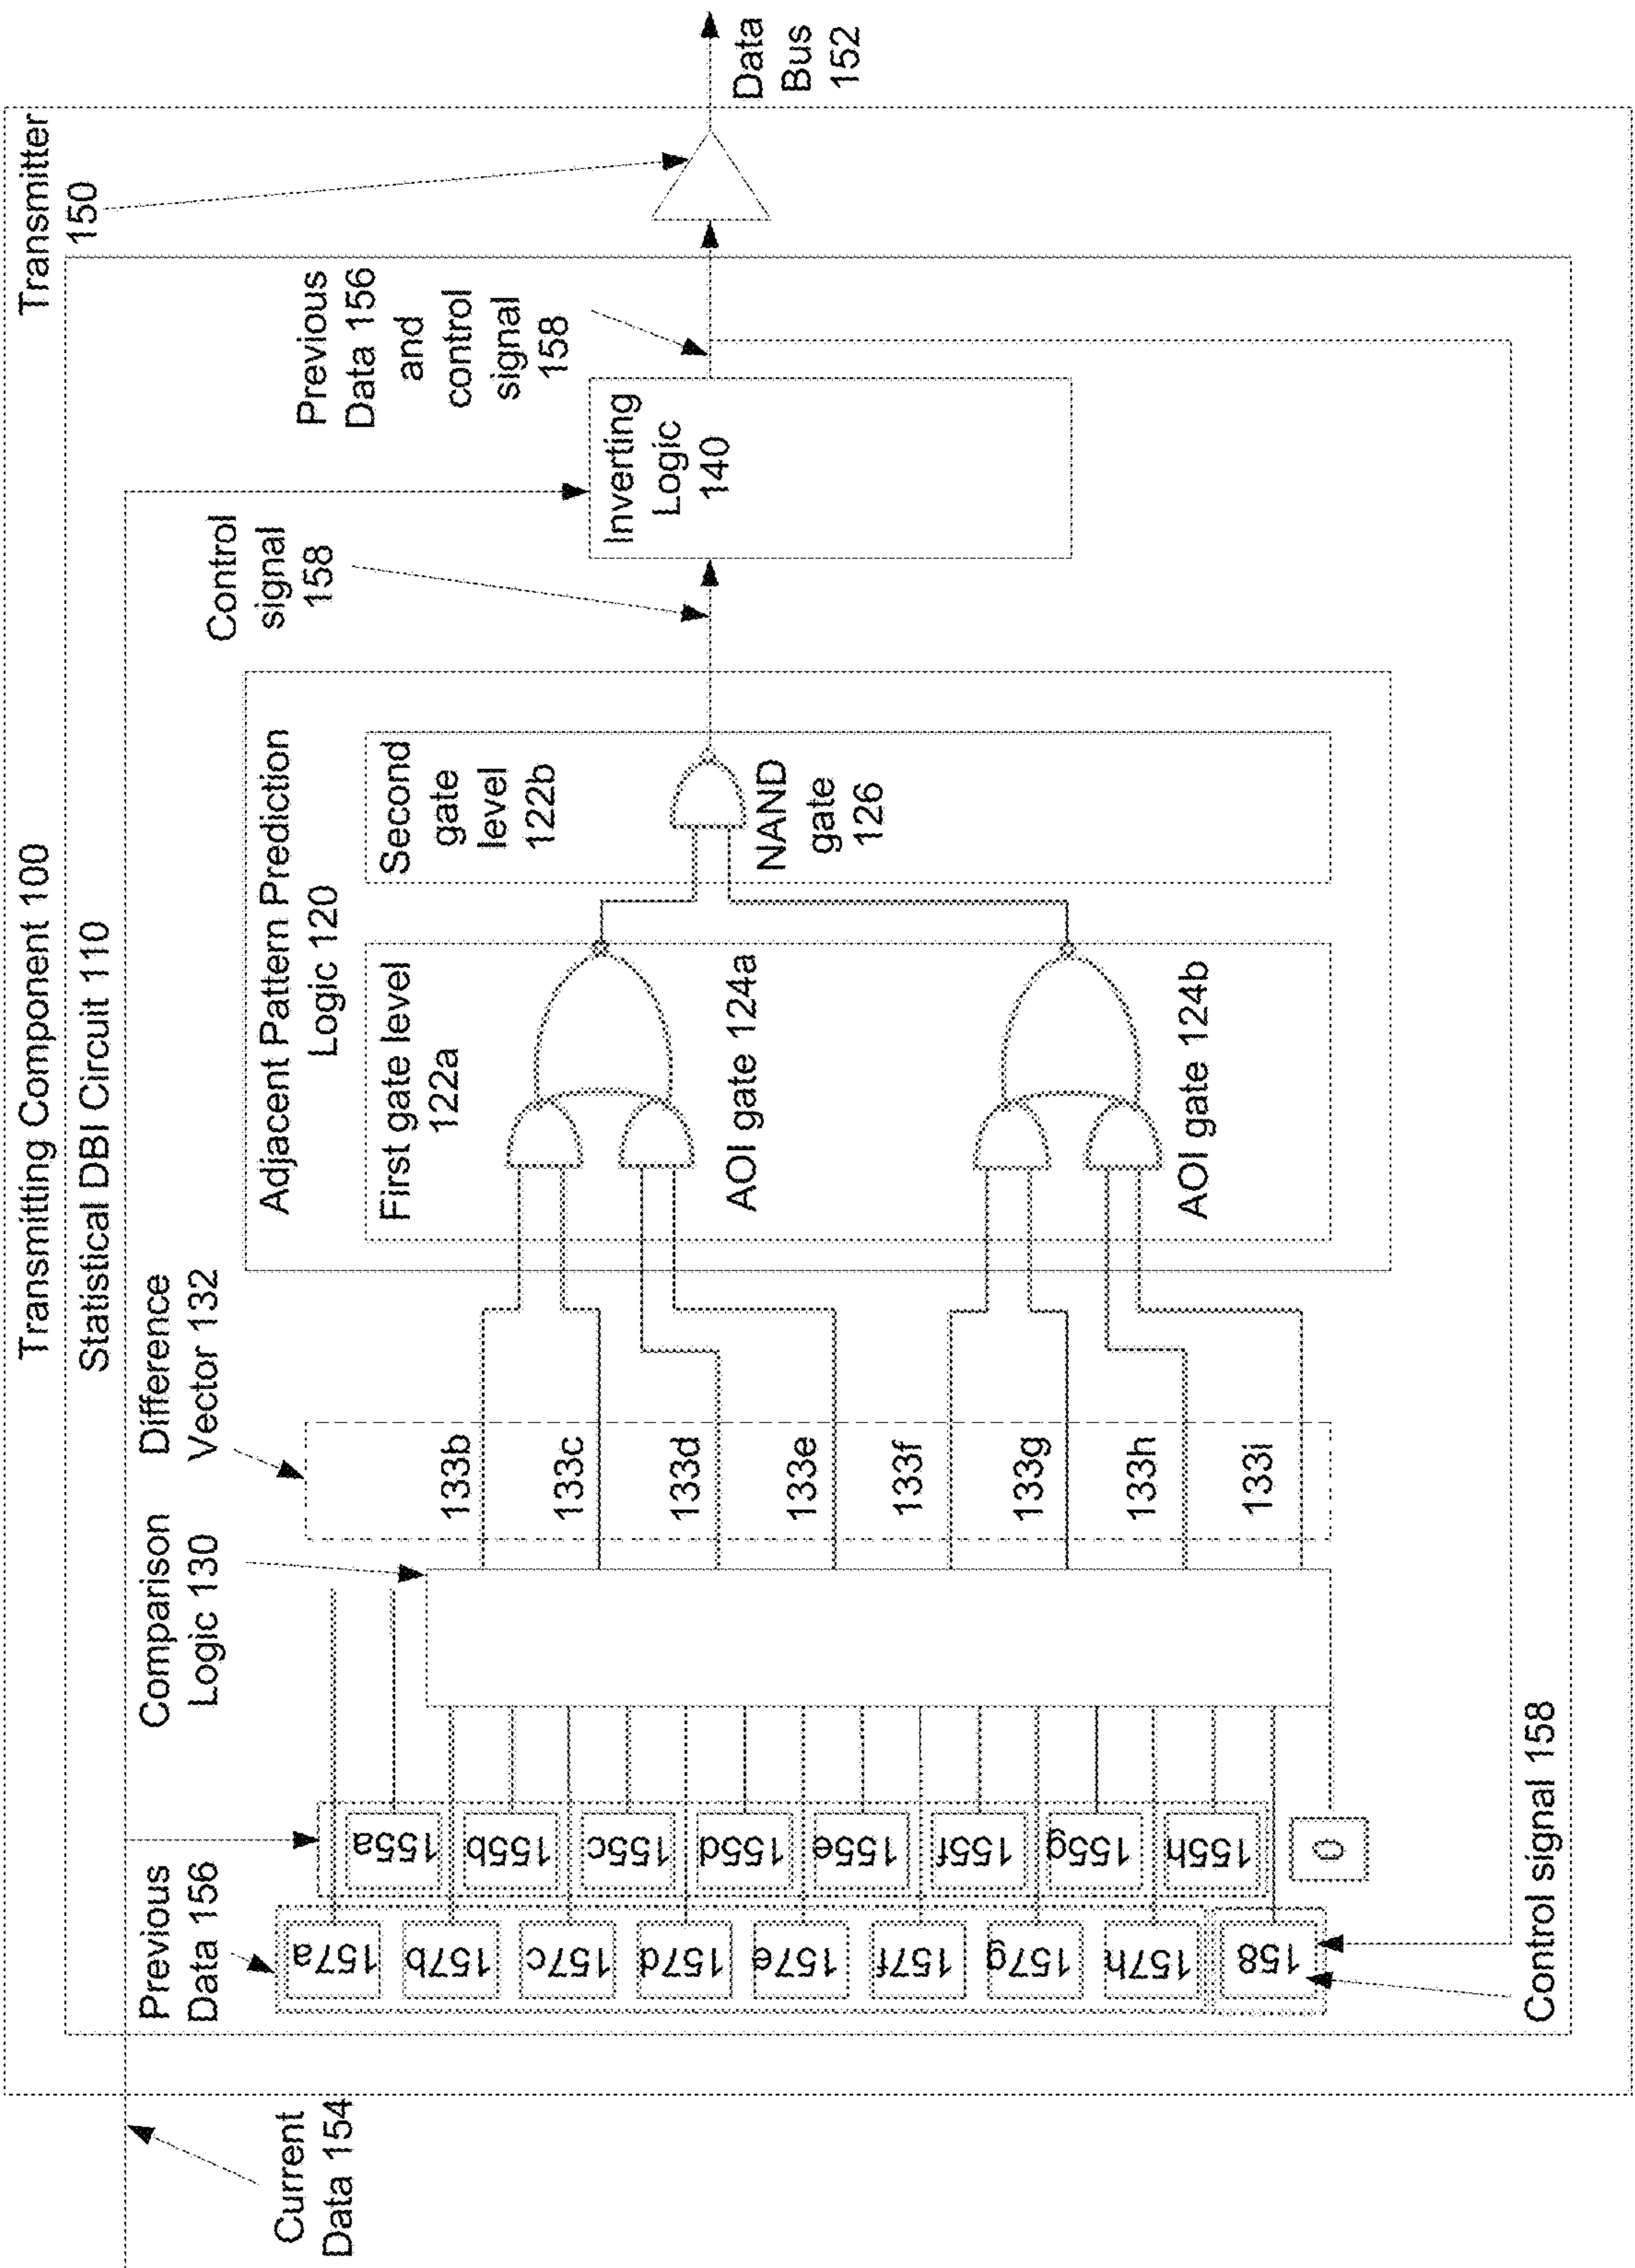 Transmitting Component 100
Statistical DBI Circuit 110
Transmitter
150
Current
Data 154
Previous
Data 156
Comparison
Logic 130
Difference
Vector 132
Adjacent Pattern Prediction
Logic 120
First gate level
122a
Second
gate
level
122b
Control
signal
158
Previous
Data 156
and
control
signal
158
157a
157b
157c
157d
157e
157f
157g
157h
158
155a
155b
155c
155d
155e
155f
155g
155h
0
133b
133c
133d
133e
133f
133g
133h
133i
AOI gate 124a
AOI gate 124b
NAND
gate
126
Inverting
Logic
140
Data
Bus
152
Control signal 158